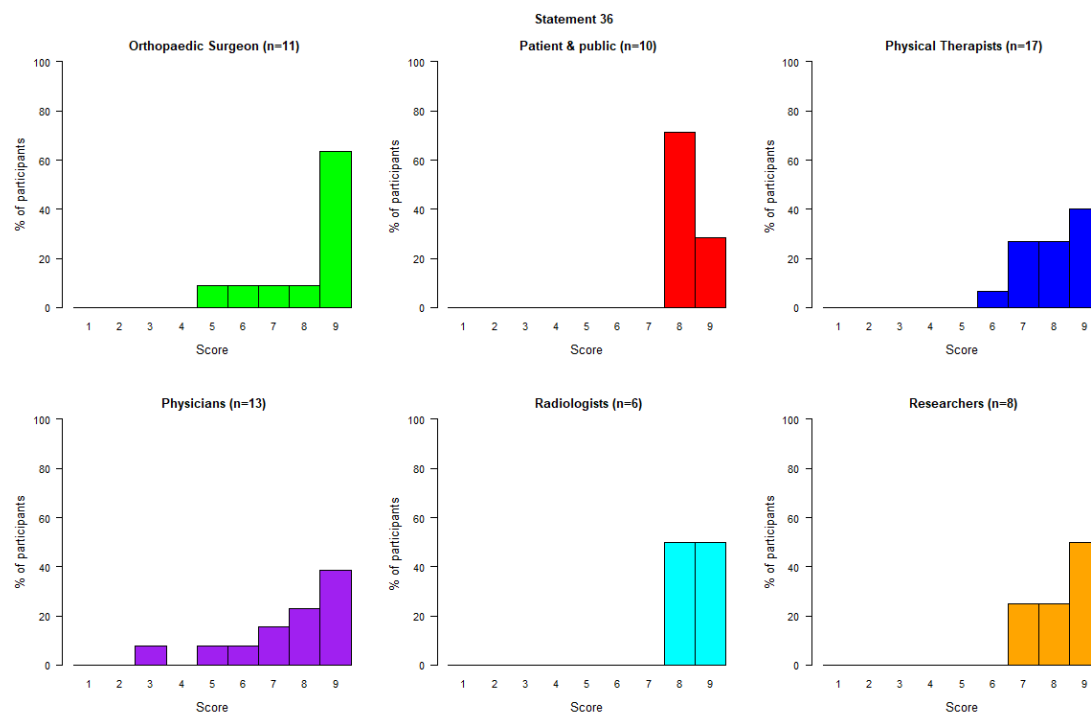 Statement 36
Orthopaedic Surgeon (n=11)
Patient & public (n=10)
Physical Therapists (n=17)
% of participants
100
80
60
40
20
0
1 2 3 4 5 6 7 8 9
Score
% of participants
100
80
60
40
20
0
1 2 3 4 5 6 7 8 9
Score
% of participants
100
80
60
40
20
0
1 2 3 4 5 6 7 8 9
Score
Physicians (n=13)
Radiologists (n=6)
Researchers (n=8)
% of participants
100
80
60
40
20
0
1 2 3 4 5 6 7 8 9
Score
% of participants
100
80
60
40
20
0
1 2 3 4 5 6 7 8 9
Score
% of participants
100
80
60
40
20
0
1 2 3 4 5 6 7 8 9
Score